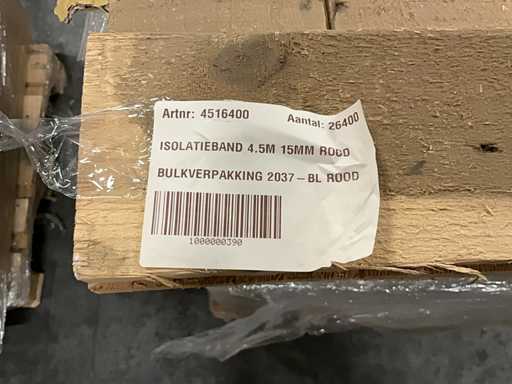 Artnr: 4516400 Aantal: 26400
ISOLATIEBAND 4.5M 15MM ROOD
BULKVERPAKKING 2037-BL ROOD
1000000390